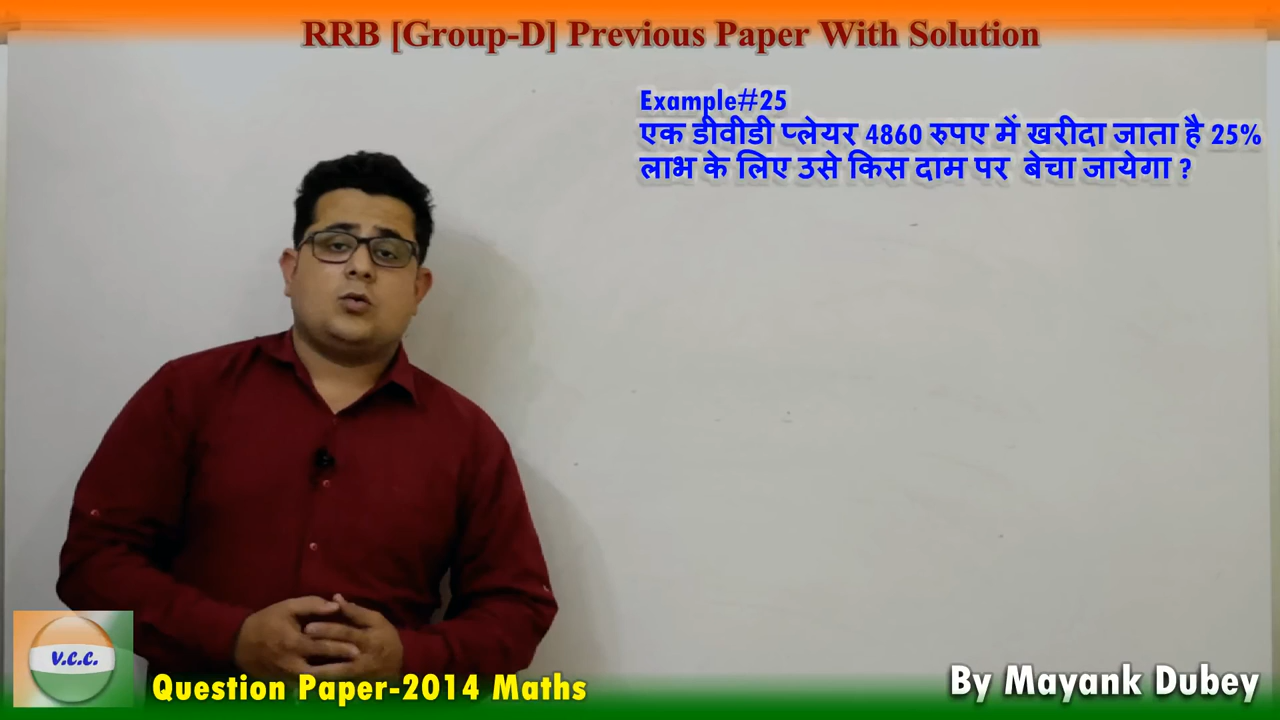 RRB [Group-D] Previous Paper With Solution
Example#25
एक डीवीडी प्लेयर 4860 रुपए में खरीदा जाता है 25%
लाभ के लिए उसे किस दाम पर बेचा जायेगा ?
V.C.C.
Question Paper-2014 Maths
By Mayank Dubey